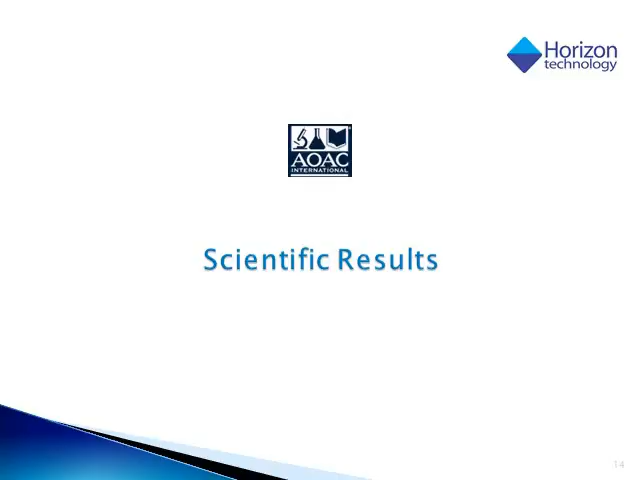 Horizon
technology
AOAC
INTERNATIONAL
Scientific Results
14